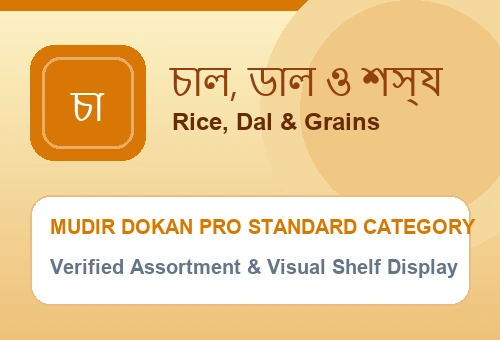 চা
চাল, ডাল ও শস্য
Rice, Dal & Grains
MUDIR DOKAN PRO STANDARD CATEGORY
Verified Assortment & Visual Shelf Display